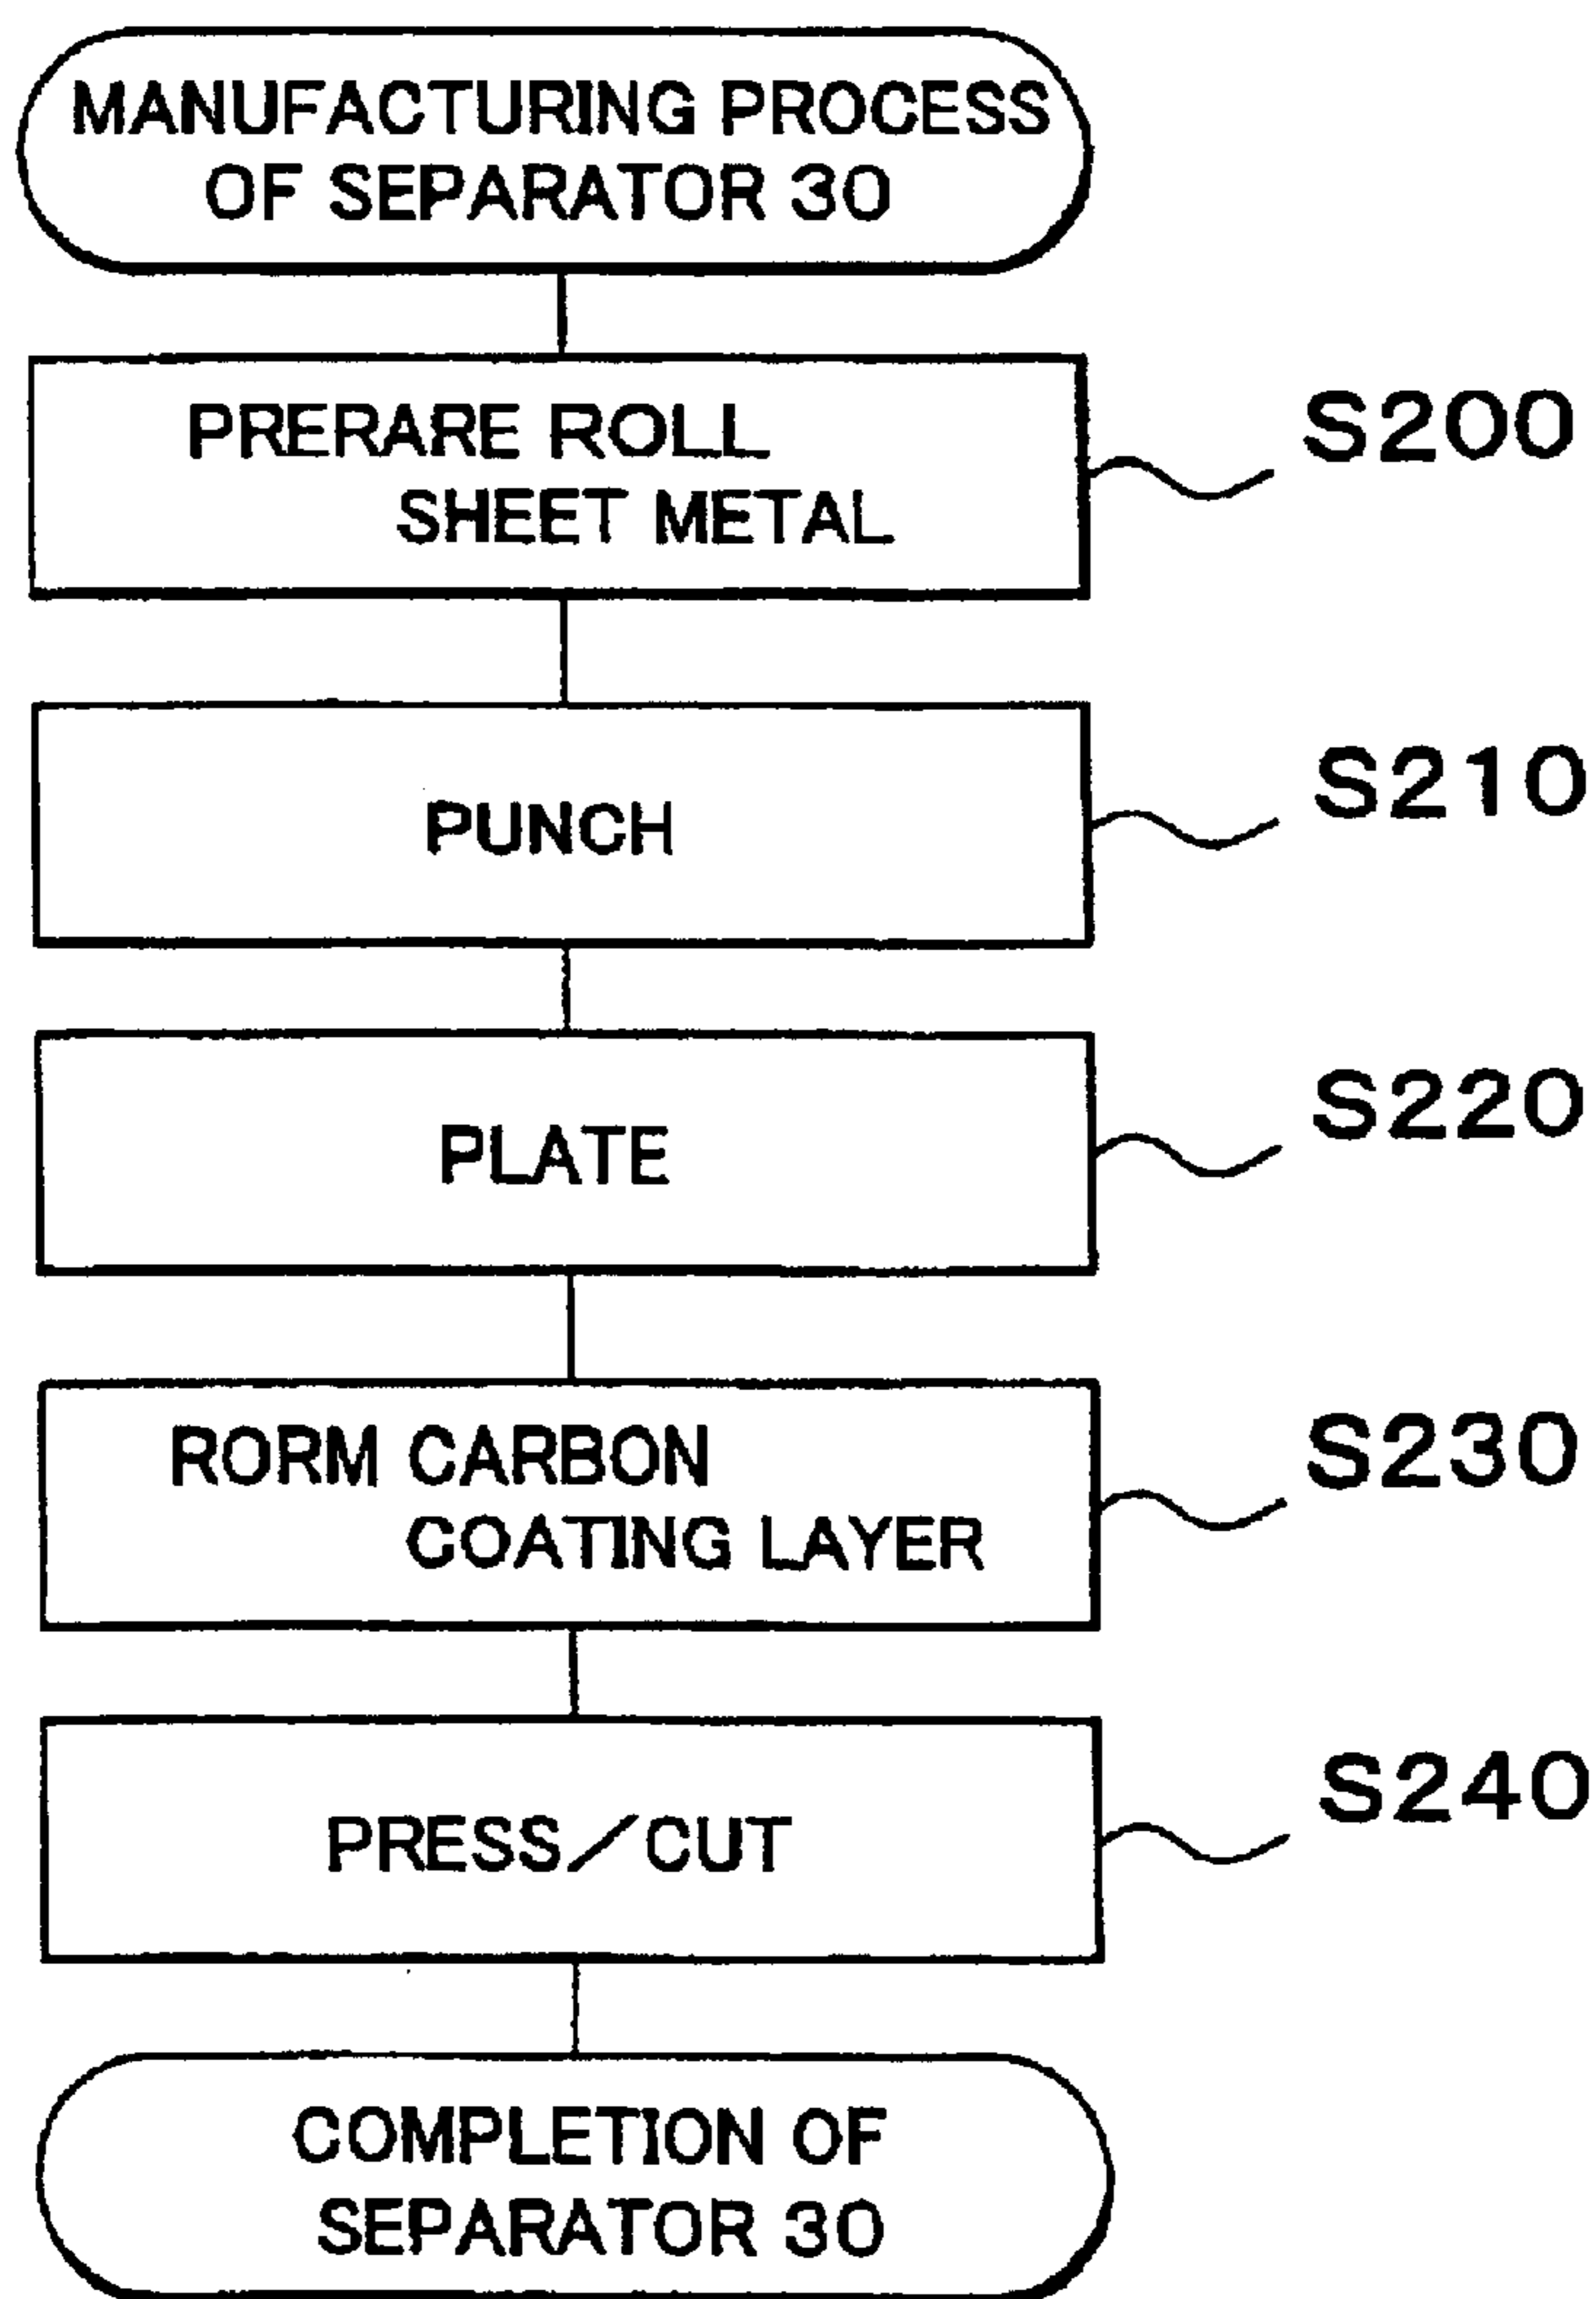 MANUFACTURING PROCESS
OF SEPARATOR 30
PRERARE ROLL
SHEET METAL
S200
PUNCH
S210
PLATE
S220
RORM CARBON
COATING LAYER
S230
PRESS/CUT
S240
COMPLETION OF
SEPARATOR 30